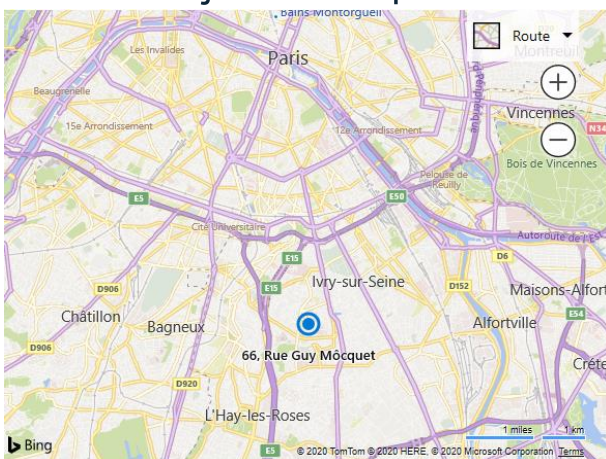 Bains Montorgueil
Route
Les Invalides
Paris
Montreuil
Beaugrenelle
Vincennes
15e Arrondissement
12e Arrondissement
N34
Bois de Vincennes
Pelouse de
Reuilly
E5
E50
Cité Universitaire
Autoroute de l'Est
E15
D6
E15
Ivry-sur-Seine
D906
D152
Maisons-Alfort
Châtillon
Bagneux
Alfortville
E54
66, Rue Guy Môcquet
D906
Créte
D920
L'Hay-les-Roses
1 miles
1 km
Bing
E5
© 2020 TomTom © 2020 HERE, © 2020 Microsoft Corporation Terms